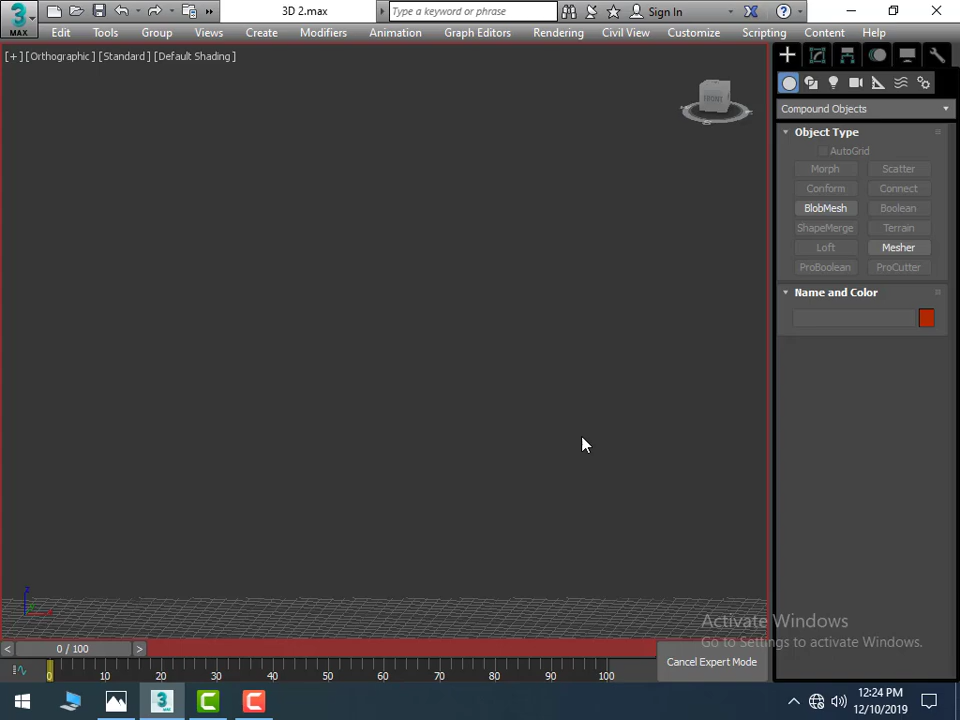 3D 2.max
Type a keyword or phrase
Sign In
MAX
Edit Tools Group Views Create Modifiers Animation Graph Editors Rendering Civil View Customize Scripting Content Help
[+] [Orthographic] [Standard] [Default Shading]
FRONT
Compound Objects
Object Type
AutoGrid
Morph Scatter
Conform Connect
BlobMesh Boolean
ShapeMerge Terrain
Loft Mesher
ProBoolean ProCutter
Name and Color
z
Activate Windows
Go to Settings to activate Windows.
< 0 / 100 >
Cancel Expert Mode
0 10 20 30 40 50 60 70 80 90 100
12:24 PM
12/10/2019